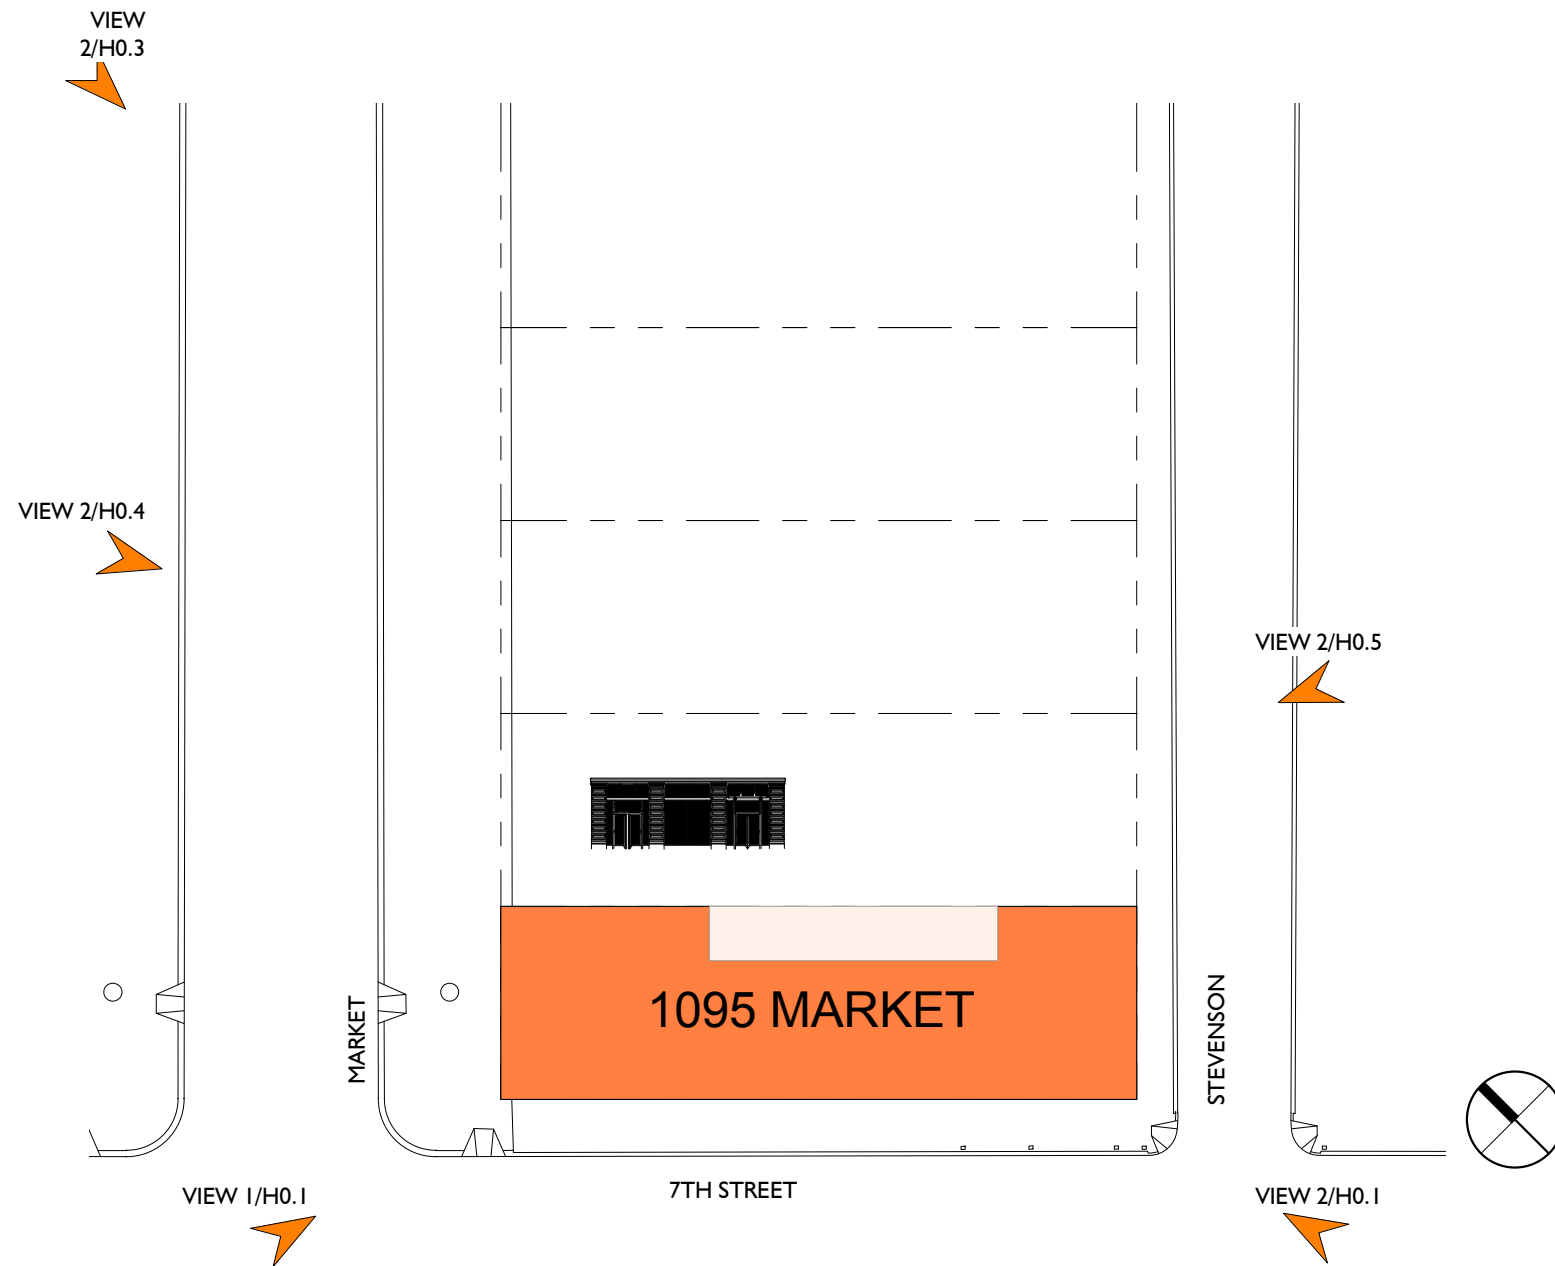 VIEW
2/H0.3
VIEW 2/H0.4
VIEW 2/H0.5
1095 MARKET
MARKET
STEVENSON
7TH STREET
VIEW 1/H0.1
VIEW 2/H0.1